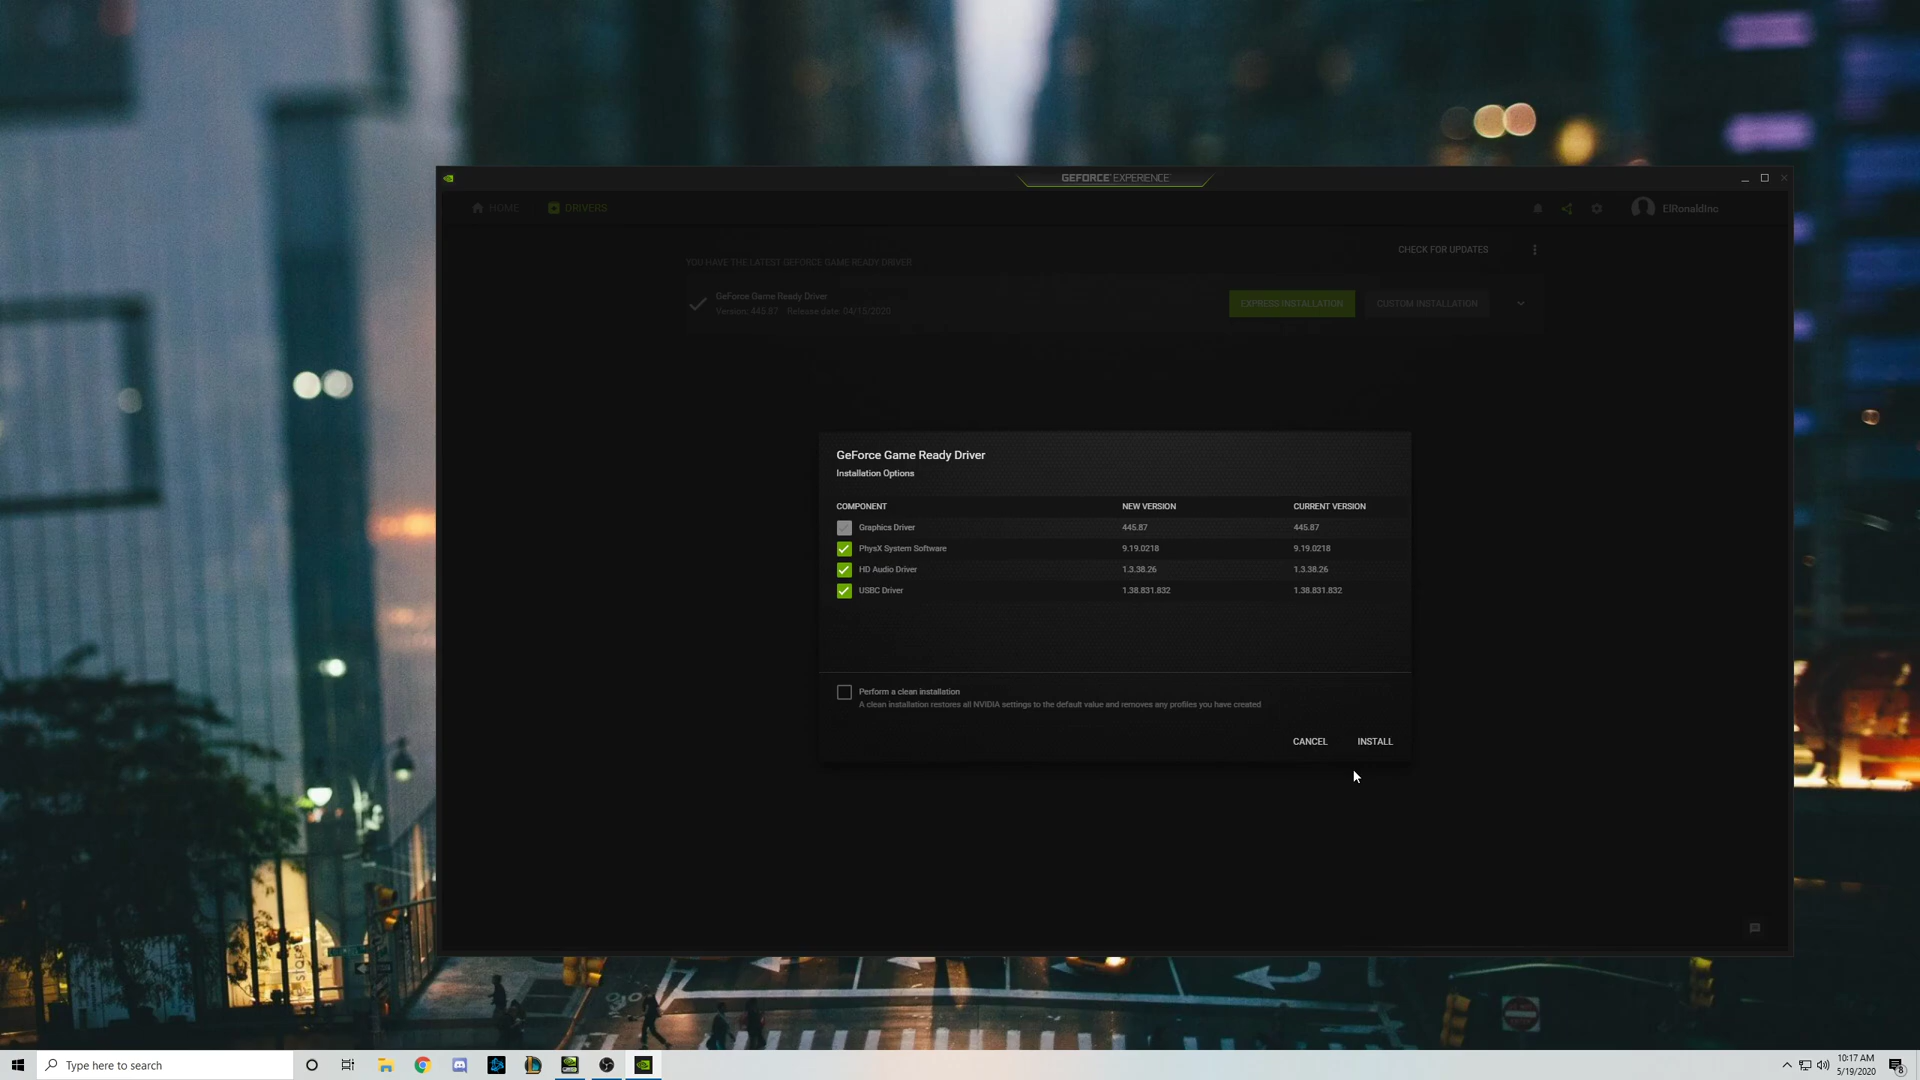 GEFORCE EXPERIENCE
HOME
DRIVERS
ElRonaldInc
CHECK FOR UPDATES
YOU HAVE THE LATEST GEFORCE GAME READY DRIVER
GeForce Game Ready Driver
Version: 445.87 Release date: 04/15/2020
EXPRESS INSTALLATION
CUSTOM INSTALLATION
GeForce Game Ready Driver
Installation Options
COMPONENT NEW VERSION CURRENT VERSION
Graphics Driver 445.87 445.87
PhysX System Software 9.19.0218 9.19.0218
HD Audio Driver 1.3.38.26 1.3.38.26
USBC Driver 1.38.831.832 1.38.831.832
Perform a clean installation
A clean installation restores all NVIDIA settings to the default value and removes any profiles you have created
CANCEL INSTALL
Type here to search
10:17 AM
5/19/2020
8